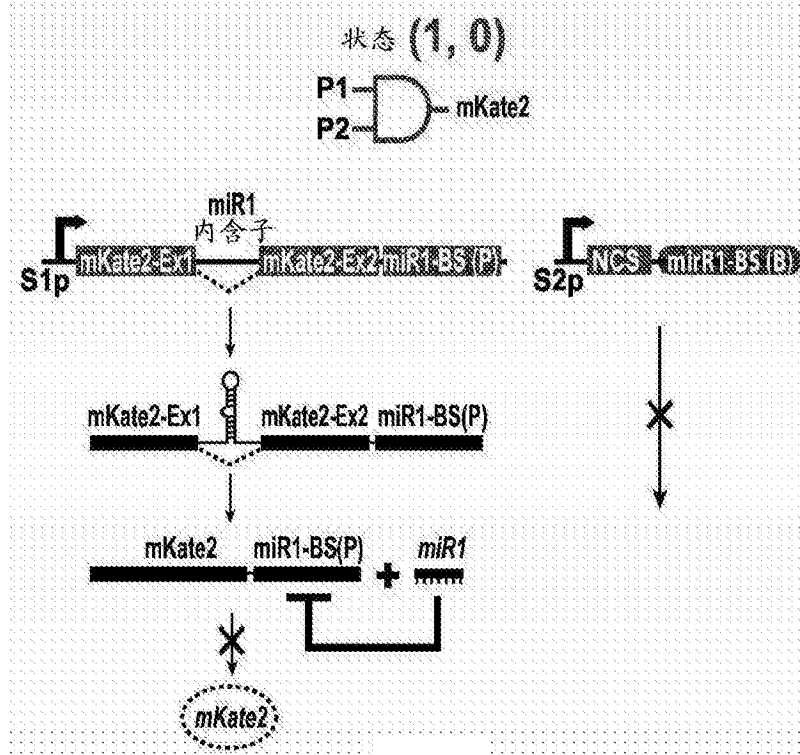 状态 (1, 0)
P1
P2
mKate2
miR1
内含子
S1p
mKate2-Ex1
mKate2-Ex2
miR1-BS (P)
S2p
NCS
mirR1-BS (B)
mKate2-Ex1
mKate2-Ex2
miR1-BS(P)
mKate2
miR1-BS(P)
+
miR1
mKate2